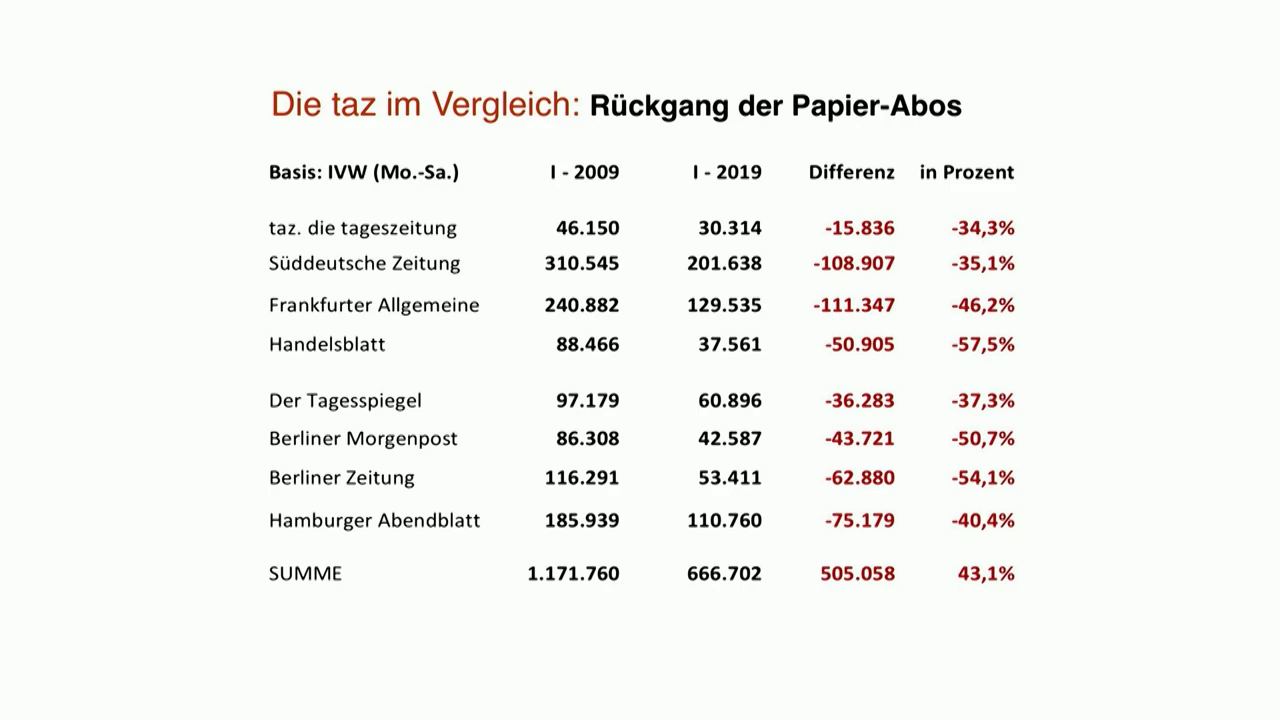 Die taz im Vergleich: Rückgang der Papier-Abos
Basis: IVW (Mo.-Sa.) I - 2009 I - 2019 Differenz in Prozent
taz. die tageszeitung 46.150 30.314 -15.836 -34,3%
Süddeutsche Zeitung 310.545 201.638 -108.907 -35,1%
Frankfurter Allgemeine 240.882 129.535 -111.347 -46,2%
Handelsblatt 88.466 37.561 -50.905 -57,5%
Der Tagesspiegel 97.179 60.896 -36.283 -37,3%
Berliner Morgenpost 86.308 42.587 -43.721 -50,7%
Berliner Zeitung 116.291 53.411 -62.880 -54,1%
Hamburger Abendblatt 185.939 110.760 -75.179 -40,4%
SUMME 1.171.760 666.702 505.058 43,1%